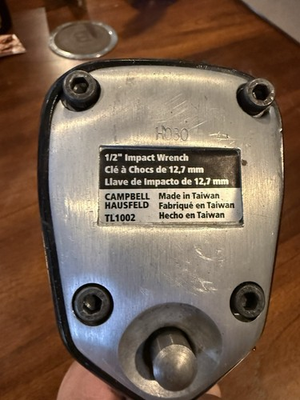 H030
1/2" Impact Wrench
Clé à Chocs de 12,7 mm
Llave de Impacto de 12,7 mm
CAMPBELL Made in Taiwan
HAUSFELD Fabriqué en Taiwan
TL1002 Hecho en Taiwan